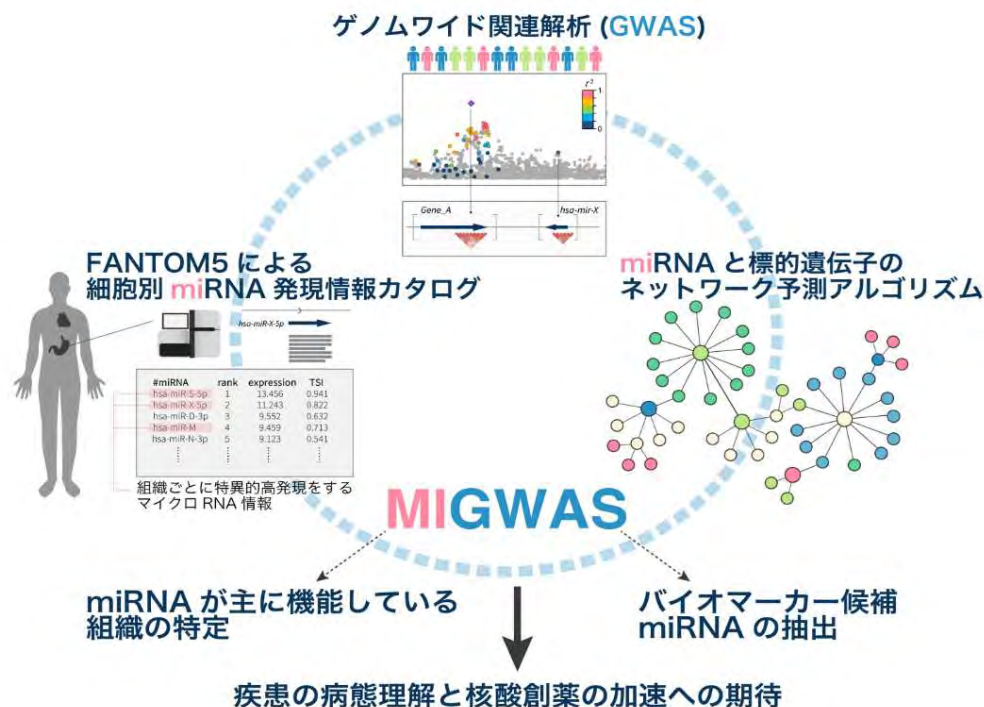 ゲノムワイド関連解析 (GWAS)
r²
1
0
Gene_A
hsa-mir-X
FANTOM5 による
細胞別 miRNA 発現情報カタログ
hsa-miR-X-5p
#miRNA rank expression TSI
hsa-miR-S-5p 1 13.456 0.941
hsa-miR-X-5p 2 11.243 0.822
hsa-miR-D-3p 3 9.552 0.632
hsa-miR-M 4 9.459 0.713
hsa-miR-N-3p 5 9.123 0.541
組織ごとに特異的高発現をする
マイクロ RNA 情報
miRNA と標的遺伝子の
ネットワーク予測アルゴリズム
MIGWAS
miRNA が主に機能している
組織の特定
バイオマーカー候補
miRNA の抽出
疾患の病態理解と核酸創薬の加速への期待